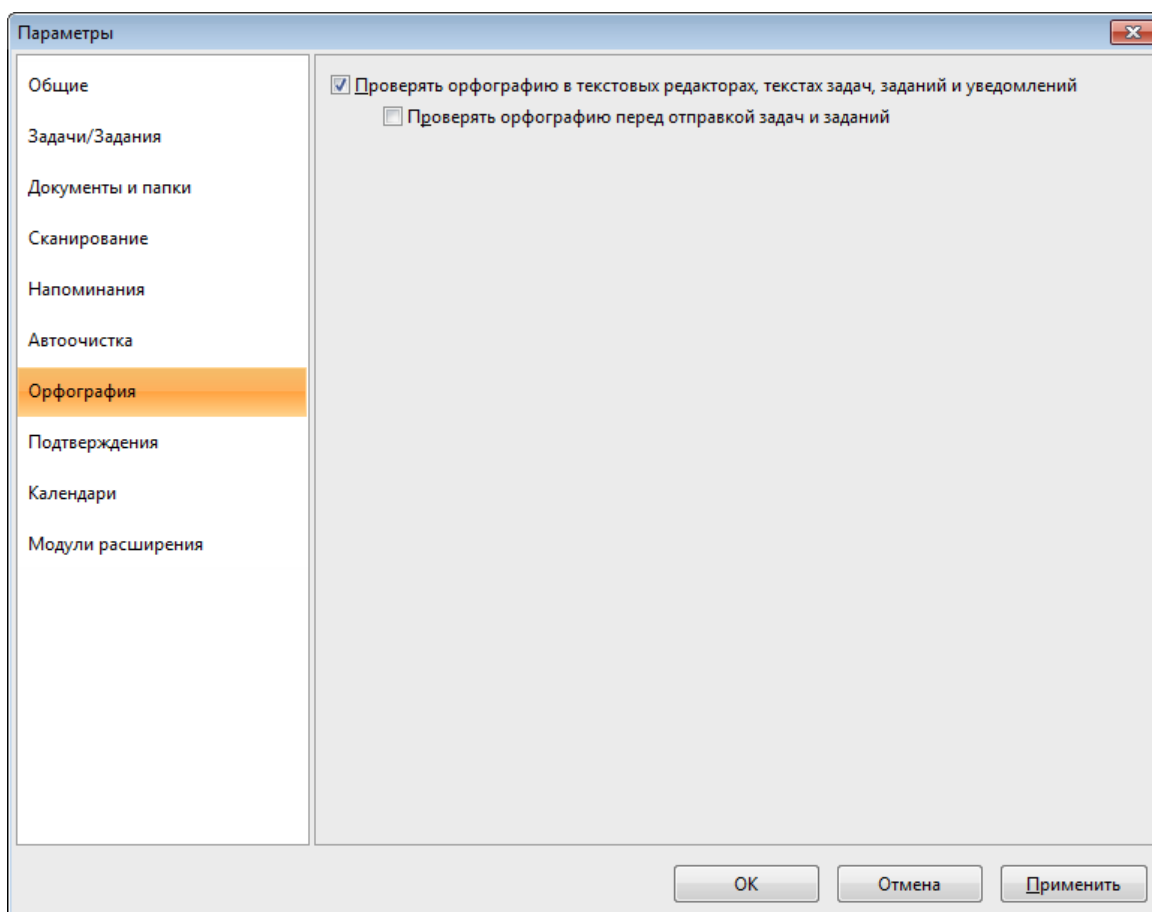 Параметры
Общие
Задачи/Задания
Документы и папки
Сканирование
Напоминания
Автоочистка
Орфография
Подтверждения
Календари
Модули расширения
Проверять орфографию в текстовых редакторах, текстах задач, заданий и уведомлений
Проверять орфографию перед отправкой задач и заданий
ОК
Отмена
Применить